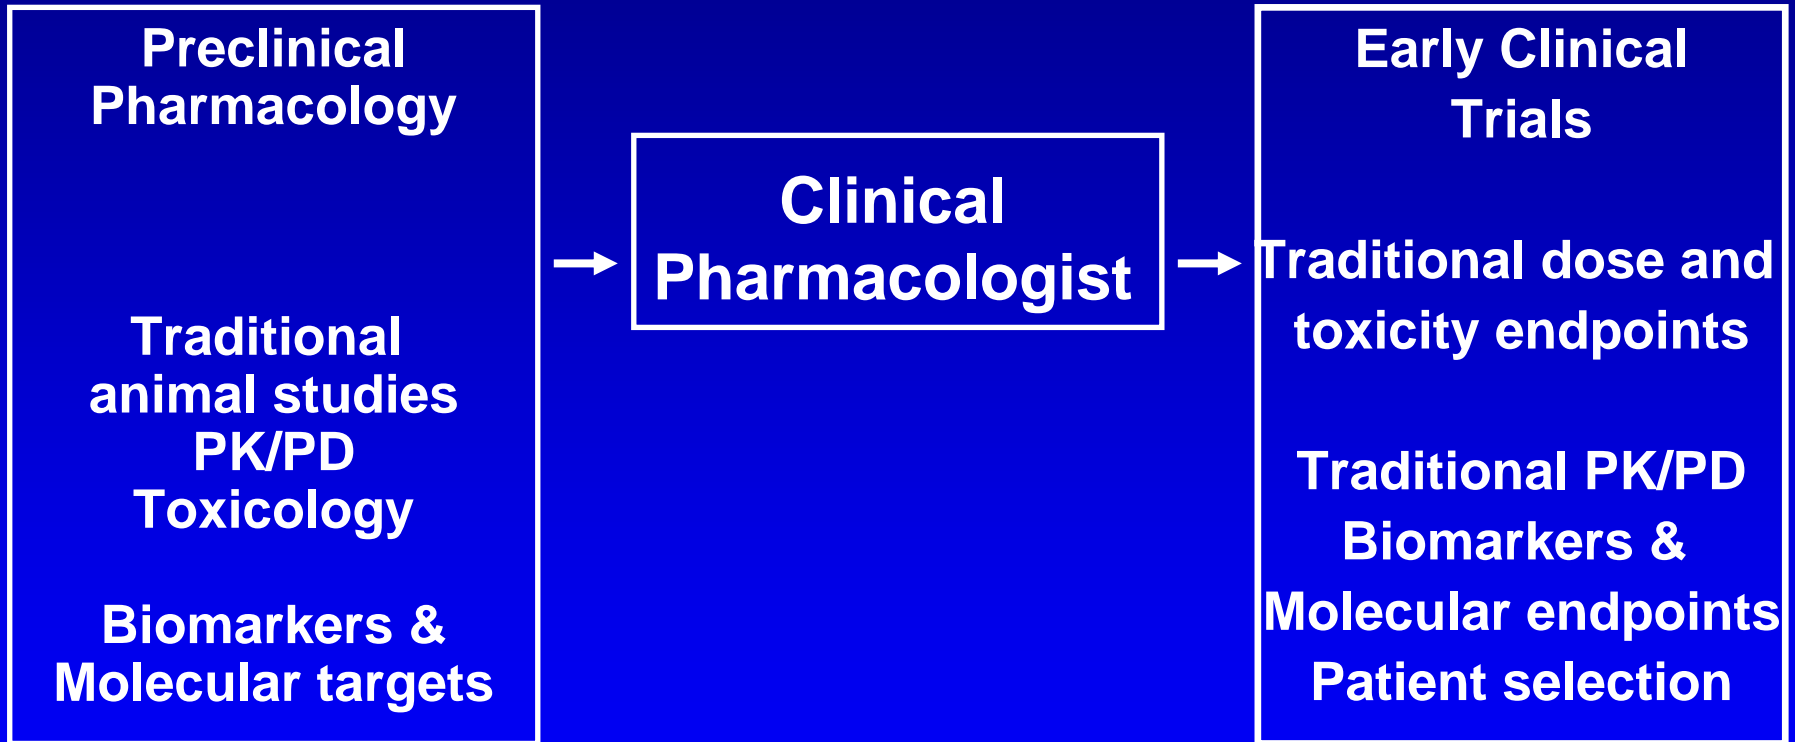 Preclinical
Pharmacology
Traditional
animal studies
PK/PD
Toxicology
Biomarkers &
Molecular targets
Clinical
Pharmacologist
Early Clinical
Trials
Traditional dose and
toxicity endpoints
Traditional PK/PD
Biomarkers &
Molecular endpoints
Patient selection